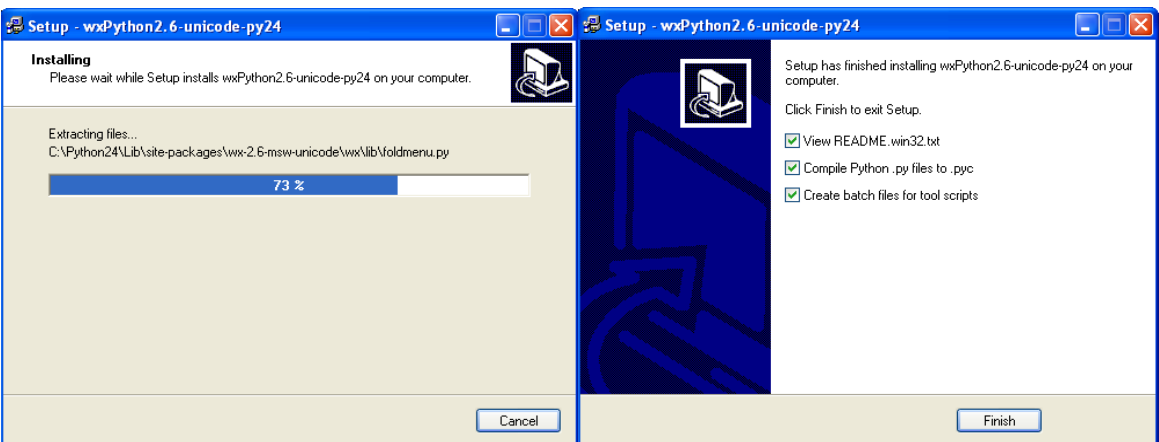 Setup - wxPython2.6-unicode-py24
Installing
Please wait while Setup installs wxPython2.6-unicode-py24 on your computer.
Extracting files...
C:\Python24\Lib\site-packages\wx-2.6-msw-unicode\wx\lib\foldmenu.py
73 %
Cancel
Setup - wxPython2.6-unicode-py24
Setup has finished installing wxPython2.6-unicode-py24 on your
computer.
Click Finish to exit Setup.
View README.win32.txt
Compile Python .py files to .pyc
Create batch files for tool scripts
Finish